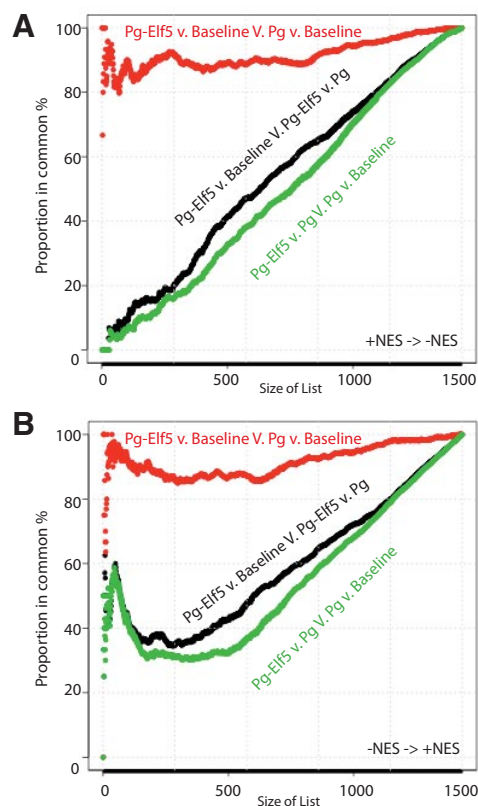 A
Pg-Elf5 v. Baseline V. Pg v. Baseline
100
80
60
40
20
0
Proportion in common %
Pg-Elf5 v. Baseline V. Pg-Elf5 v. Pg
Pg-Elf5 v. Pg V. Pg v. Baseline
+NES -> -NES
0 500 1000 1500
Size of List
B
Pg-Elf5 v. Baseline V. Pg v. Baseline
100
80
60
40
20
0
Proportion in common %
Pg-Elf5 v. Baseline V. Pg-Elf5 v. Pg
Pg-Elf5 v. Pg V. Pg v. Baseline
-NES -> +NES
0 500 1000 1500
Size of List